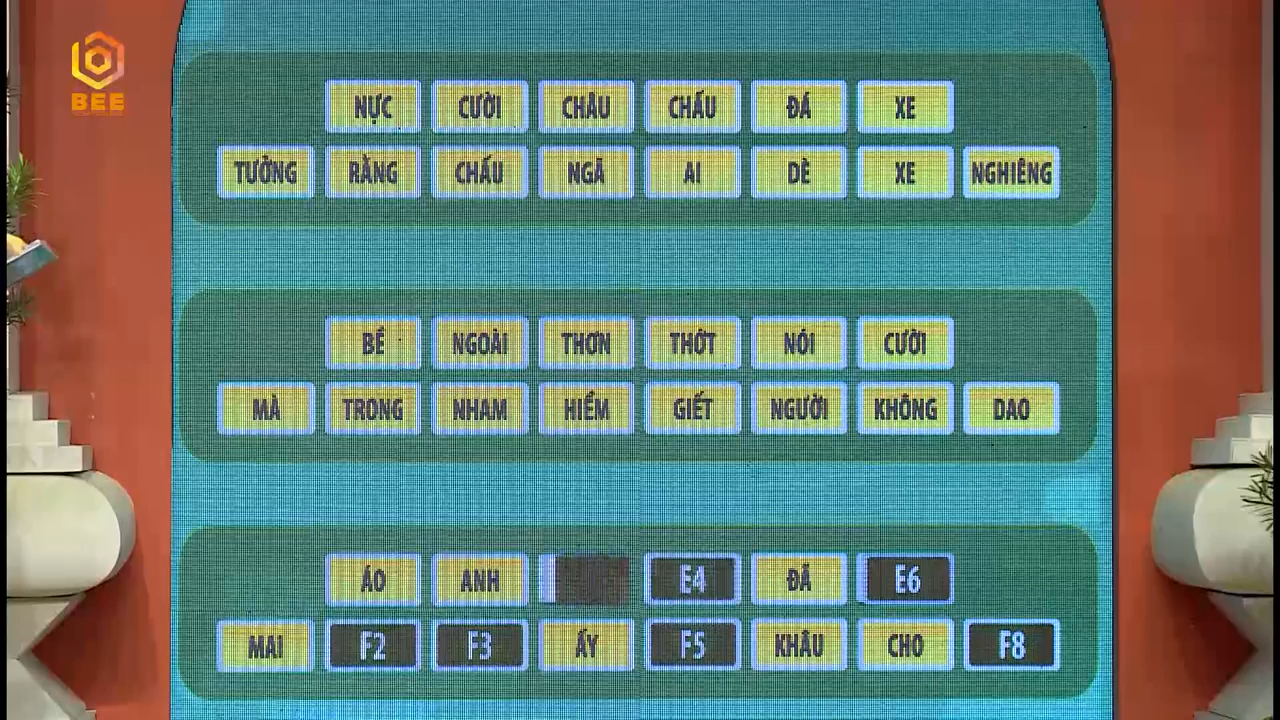 BEE
NỰC CƯỜI CHÂU CHẤU ĐÁ XE
TƯỞNG RẰNG CHẤU NGÃ AI DÈ XE NGHIÊNG
BỀ NGOÀI THƠN THỚT NÓI CƯỜI
MÀ TRONG NHAM HIỂM GIẾT NGƯỜI KHÔNG DAO
ÁO ANH E4 ĐÃ E6
MAI F2 F3 ẤY F5 KHÂU CHO F8